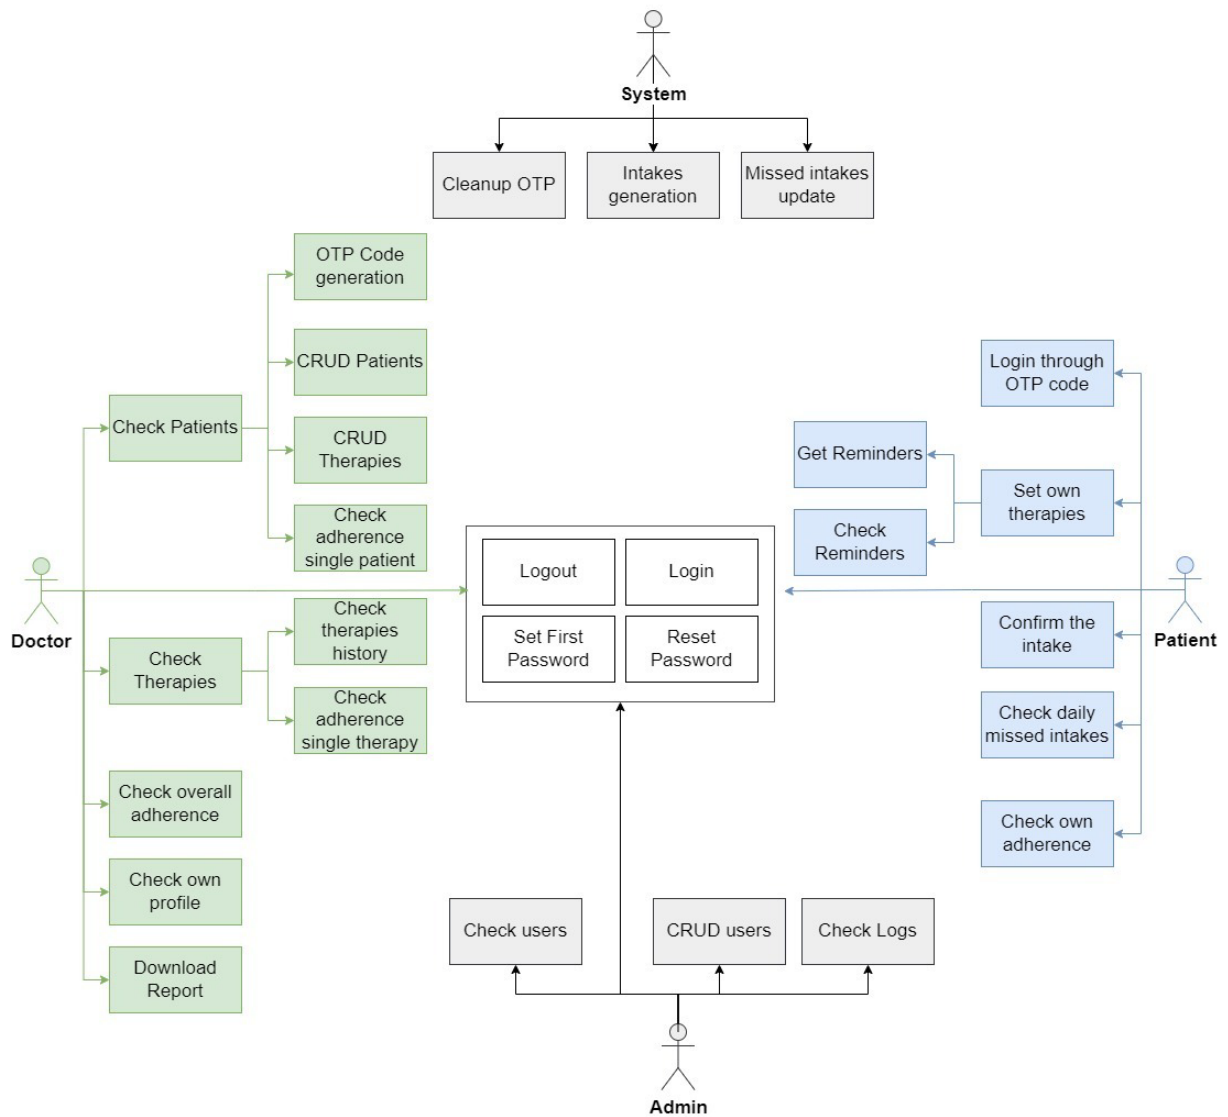 System
Cleanup OTP
Intakes
generation
Missed intakes
update
OTP Code
generation
CRUD Patients
Check Patients
CRUD
Therapies
Check
adherence
single patient
Login through
OTP code
Get Reminders
Set own
therapies
Check
Reminders
Logout
Login
Set First
Password
Reset
Password
Doctor
Check
Therapies
Check
therapies
history
Check
adherence
single therapy
Confirm the
intake
Patient
Check daily
missed intakes
Check overall
adherence
Check own
adherence
Check own
profile
Download
Report
Check users
CRUD users
Check Logs
Admin